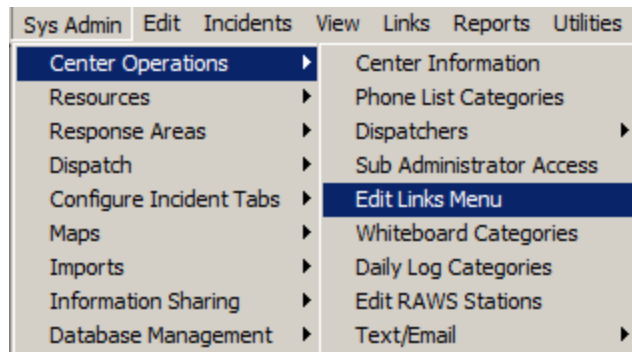 Sys Admin Edit Incidents View Links Reports Utilities
Center Operations
Resources
Response Areas
Dispatch
Configure Incident Tabs
Maps
Imports
Information Sharing
Database Management
Center Information
Phone List Categories
Dispatchers
Sub Administrator Access
Edit Links Menu
Whiteboard Categories
Daily Log Categories
Edit RAWS Stations
Text/Email